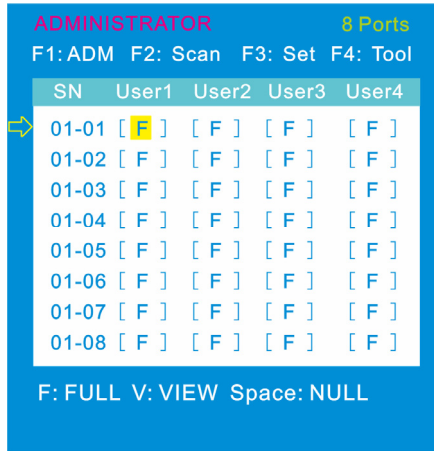 ADMINISTRATOR 8 Ports
F1: ADM F2: Scan F3: Set F4: Tool
SN User1 User2 User3 User4
01-01 [ F ] [ F ] [ F ] [ F ]
01-02 [ F ] [ F ] [ F ] [ F ]
01-03 [ F ] [ F ] [ F ] [ F ]
01-04 [ F ] [ F ] [ F ] [ F ]
01-05 [ F ] [ F ] [ F ] [ F ]
01-06 [ F ] [ F ] [ F ] [ F ]
01-07 [ F ] [ F ] [ F ] [ F ]
01-08 [ F ] [ F ] [ F ] [ F ]
F: FULL V: VIEW Space: NULL